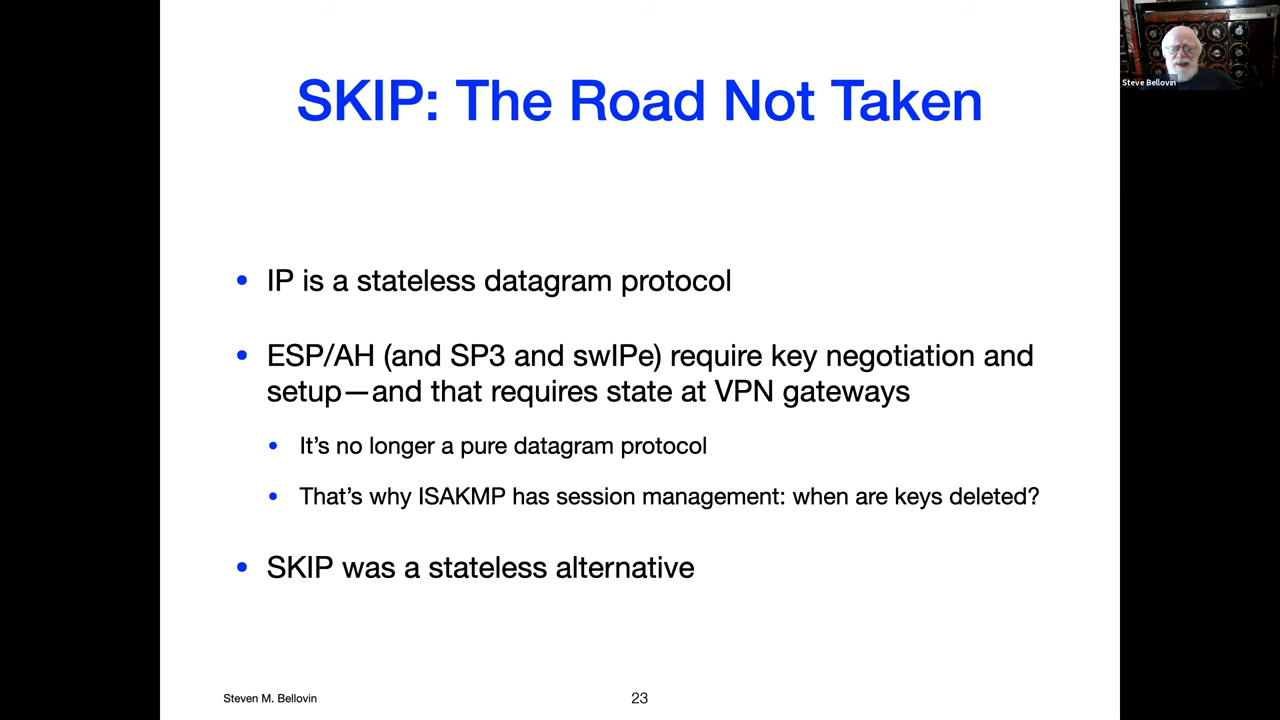 SKIP: The Road Not Taken
Steve Bellovin
• IP is a stateless datagram protocol
• ESP/AH (and SP3 and swIPe) require key negotiation and
setup—and that requires state at VPN gateways
• It's no longer a pure datagram protocol
• That's why ISAKMP has session management: when are keys deleted?
• SKIP was a stateless alternative
Steven M. Bellovin
23